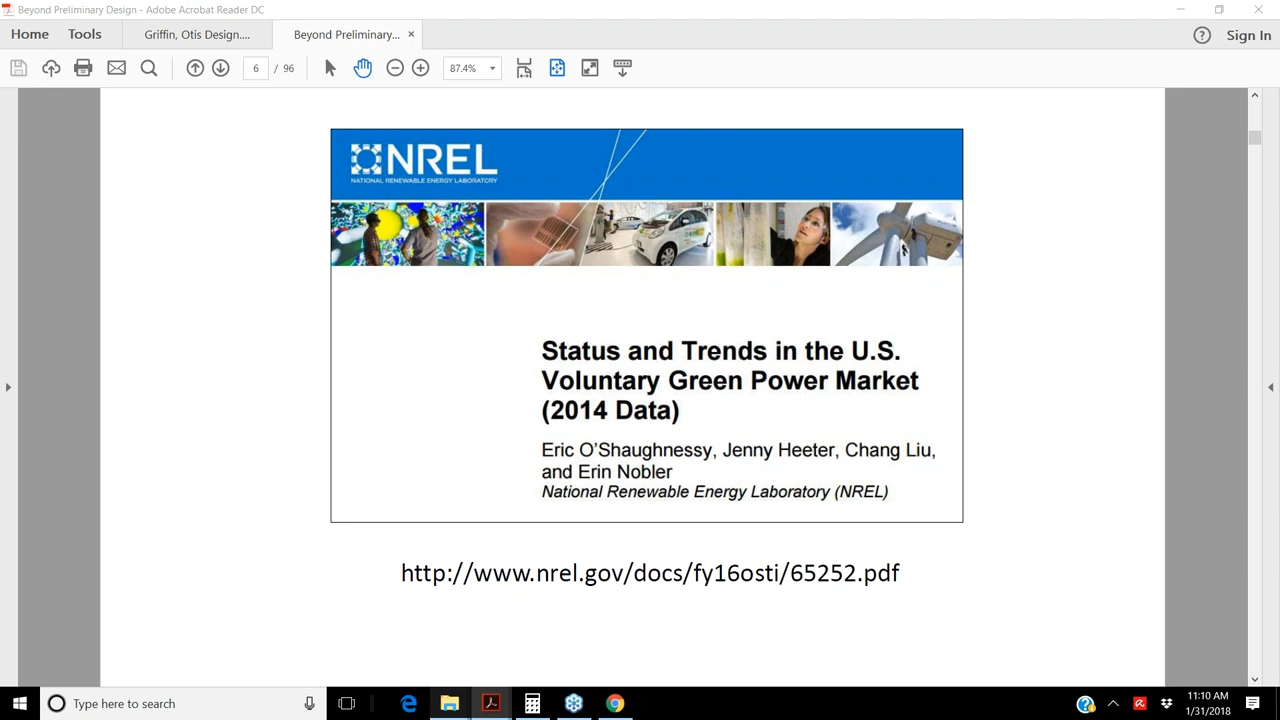 Beyond Preliminary Design - Adobe Acrobat Reader DC
Home Tools Griffin, Otis Design.... Beyond Preliminary... × Sign In
6 / 96 87.4%
NREL
NATIONAL RENEWABLE ENERGY LABORATORY
Status and Trends in the U.S.
Voluntary Green Power Market
(2014 Data)
Eric O'Shaughnessy, Jenny Heeter, Chang Liu,
and Erin Nobler
National Renewable Energy Laboratory (NREL)
http://www.nrel.gov/docs/fy16osti/65252.pdf
Type here to search
11:10 AM
1/31/2018